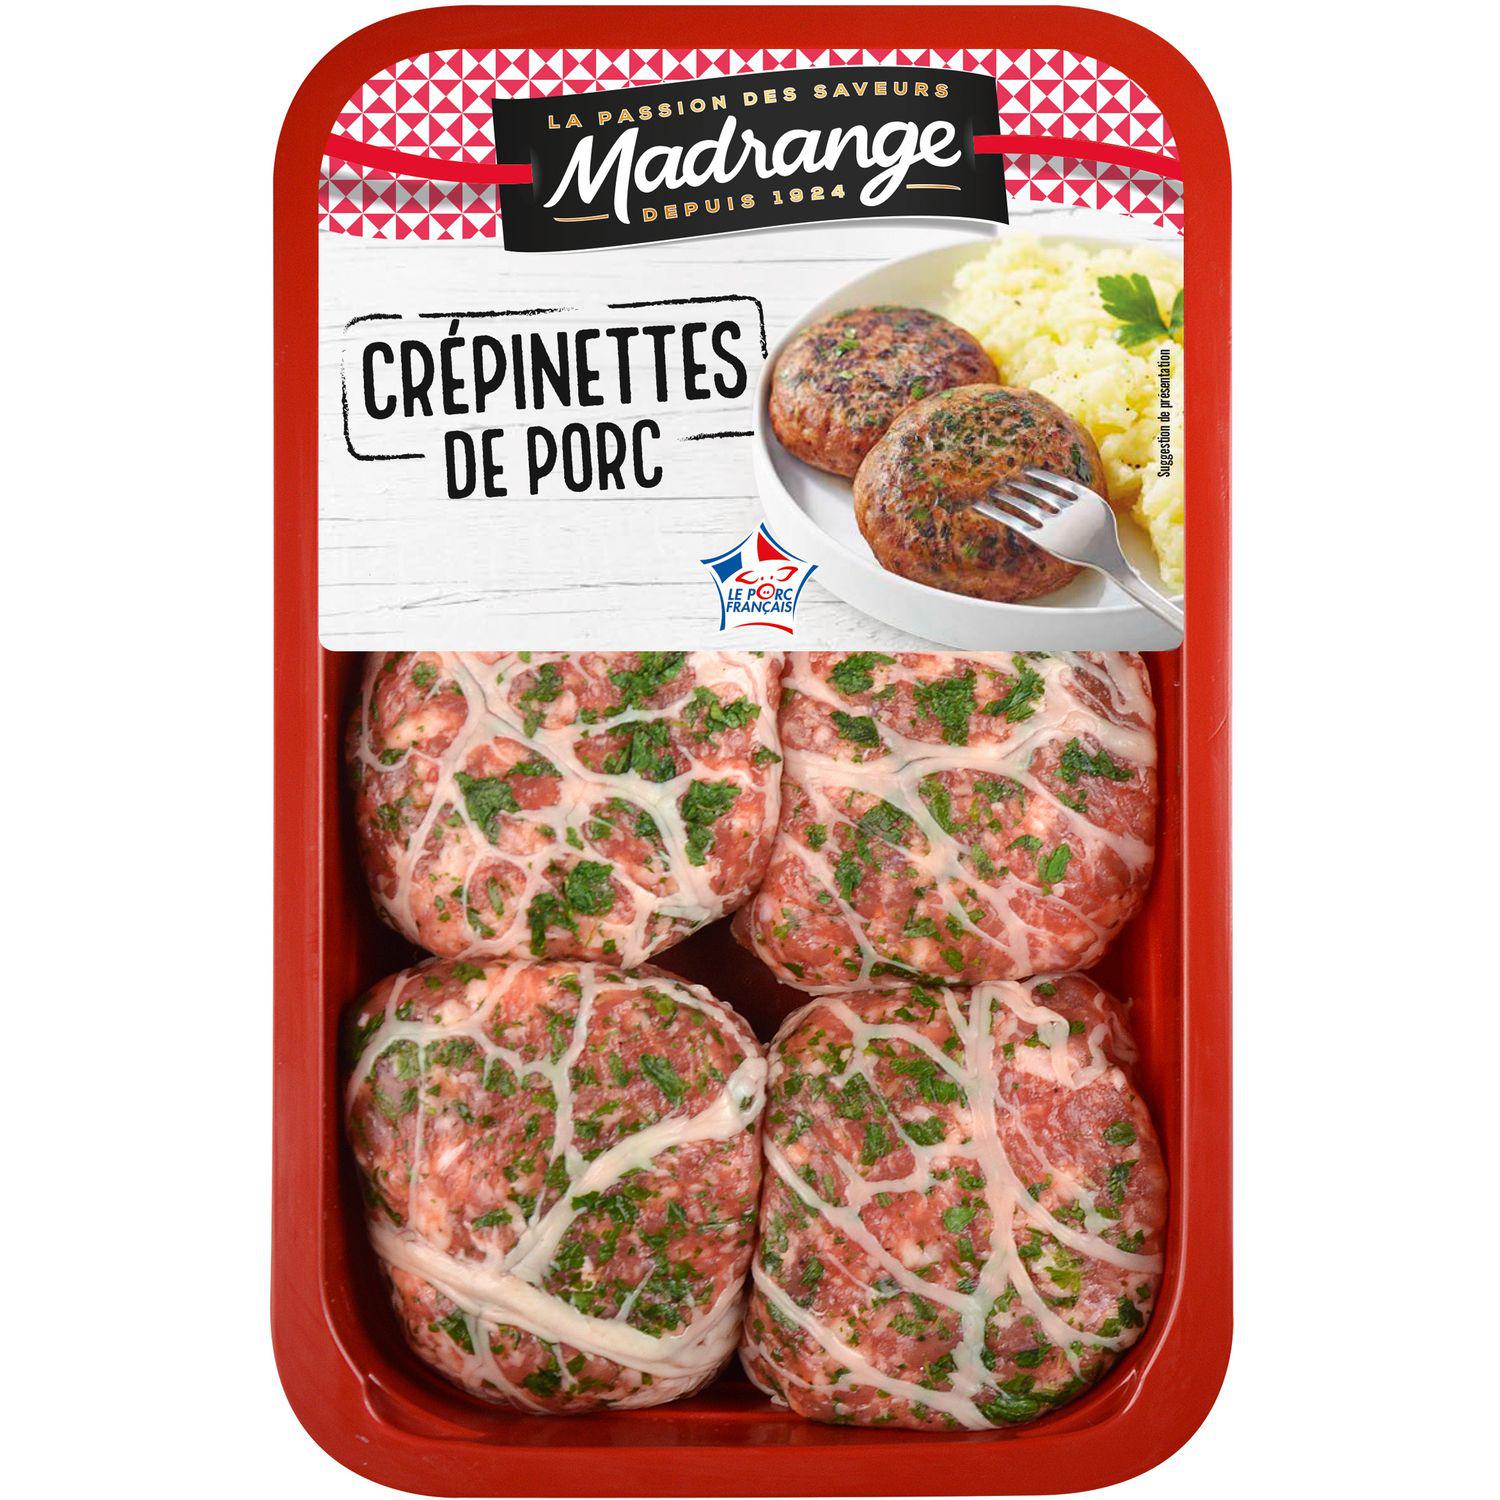 LA PASSION DES SAVEURS
Madrange
DEPUIS 1924
CRÉPINETTES
DE PORC
Suggestion de présentation
LE PORC
FRANÇAIS